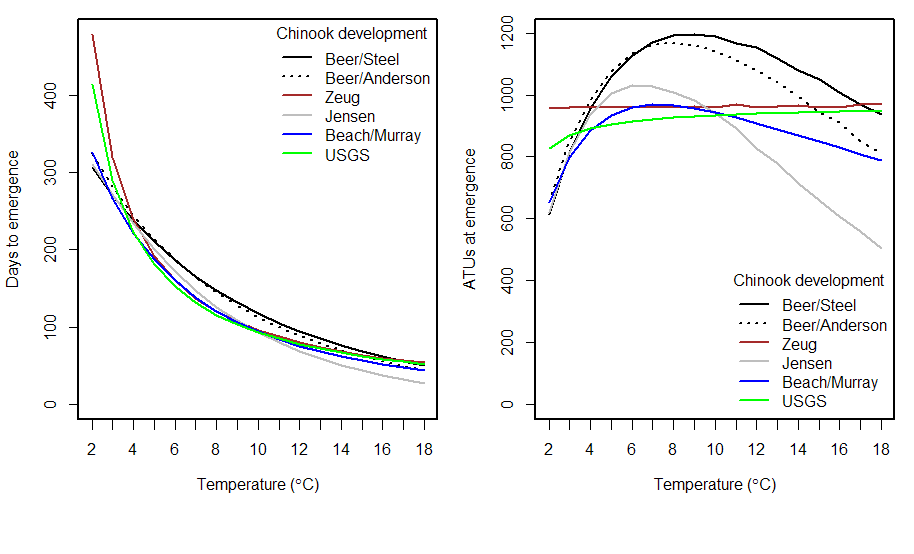 Chinook development
Beer/Steel
Beer/Anderson
Zeug
Jensen
Beach/Murray
USGS
Days to emergence
0
100
200
300
400
2 4 6 8 10 12 14 16 18
Temperature (°C)
ATUs at emergence
0
200
400
600
800
1000
1200
Chinook development
Beer/Steel
Beer/Anderson
Zeug
Jensen
Beach/Murray
USGS
2 4 6 8 10 12 14 16 18
Temperature (°C)